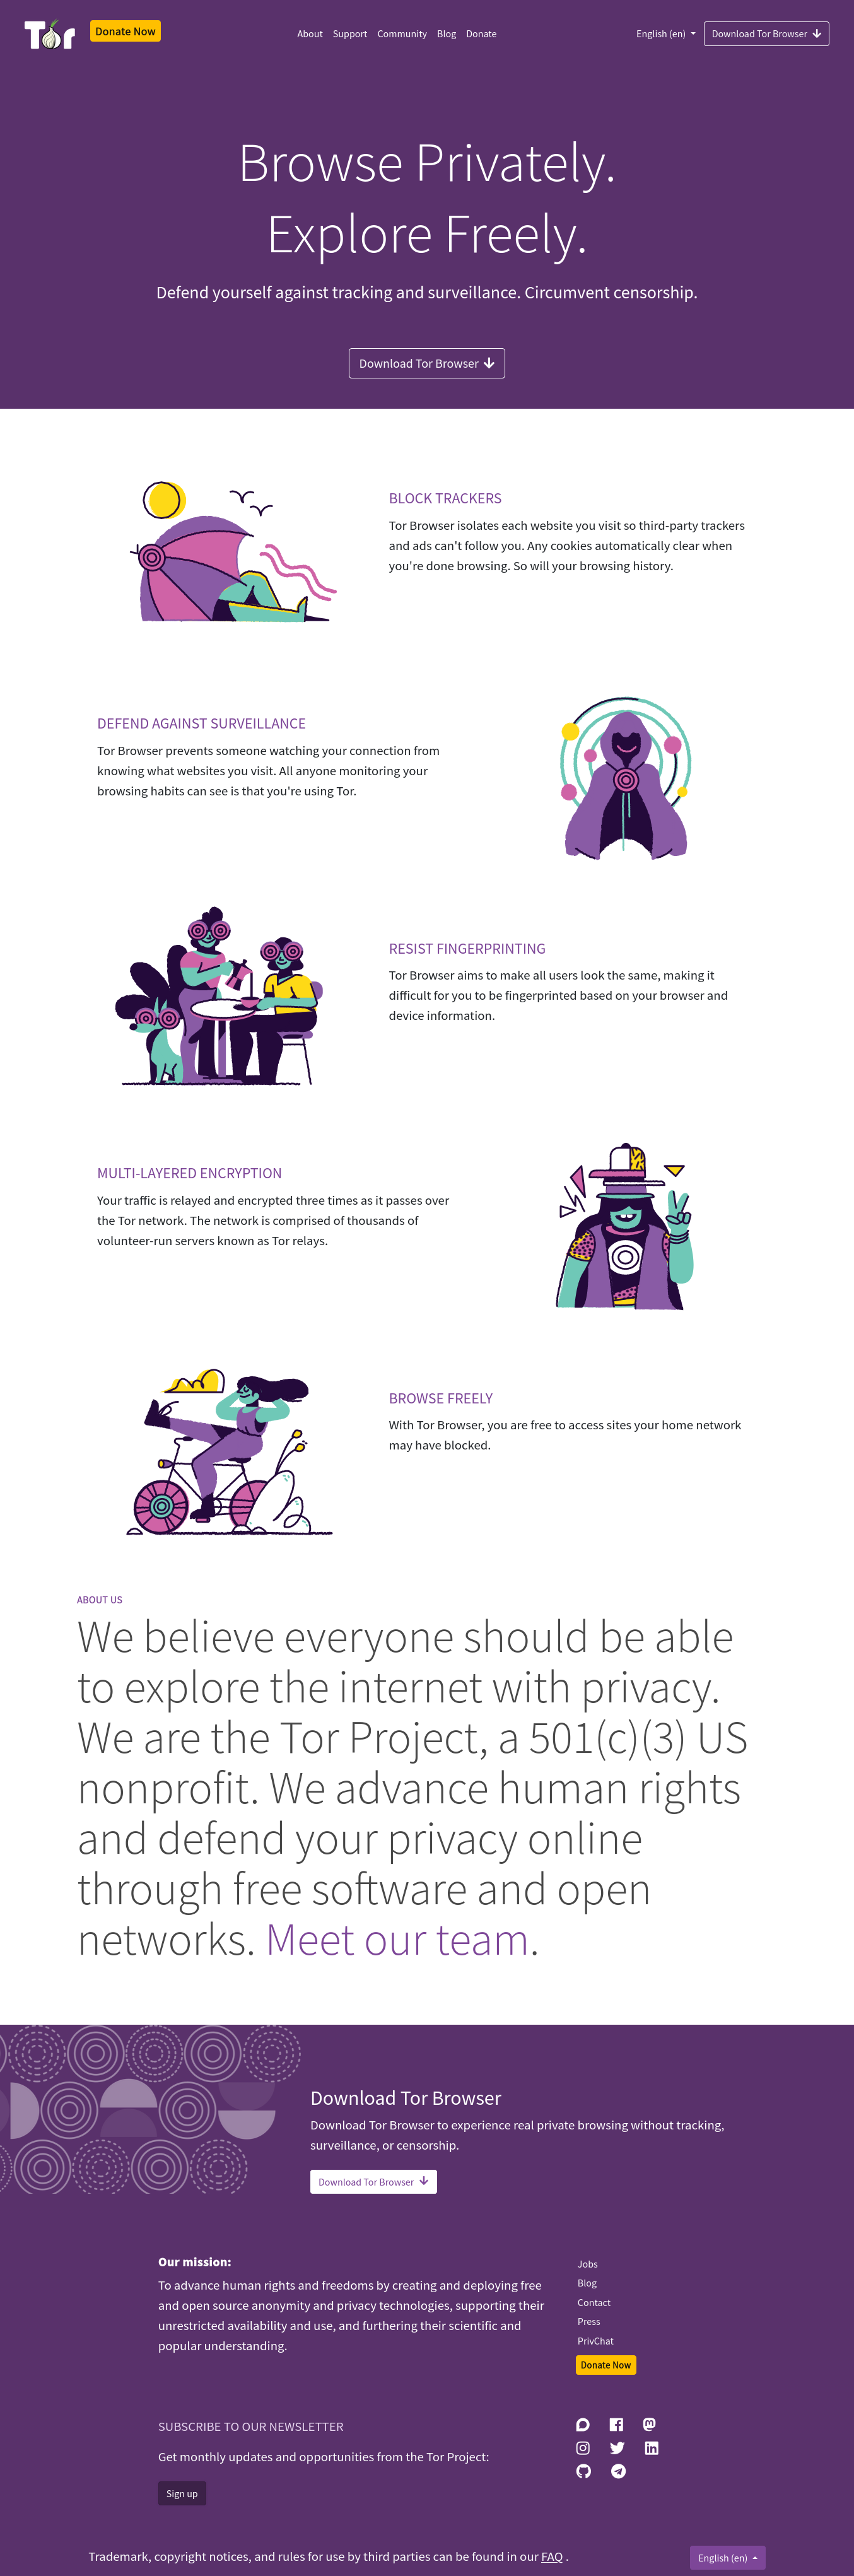 Tor
Donate Now
About Support Community Blog Donate
English (en)
Download Tor Browser
Browse Privately.
Explore Freely.
Defend yourself against tracking and surveillance. Circumvent censorship.
Download Tor Browser
BLOCK TRACKERS
Tor Browser isolates each website you visit so third-party trackers
and ads can't follow you. Any cookies automatically clear when
you're done browsing. So will your browsing history.
DEFEND AGAINST SURVEILLANCE
Tor Browser prevents someone watching your connection from
knowing what websites you visit. All anyone monitoring your
browsing habits can see is that you're using Tor.
RESIST FINGERPRINTING
Tor Browser aims to make all users look the same, making it
difficult for you to be fingerprinted based on your browser and
device information.
MULTI-LAYERED ENCRYPTION
Your traffic is relayed and encrypted three times as it passes over
the Tor network. The network is comprised of thousands of
volunteer-run servers known as Tor relays.
BROWSE FREELY
With Tor Browser, you are free to access sites your home network
may have blocked.
ABOUT US
We believe everyone should be able
to explore the internet with privacy.
We are the Tor Project, a 501(c)(3) US
nonprofit. We advance human rights
and defend your privacy online
through free software and open
networks. Meet our team.
Download Tor Browser
Download Tor Browser to experience real private browsing without tracking,
surveillance, or censorship.
Download Tor Browser
Our mission:
To advance human rights and freedoms by creating and deploying free
and open source anonymity and privacy technologies, supporting their
unrestricted availability and use, and furthering their scientific and
popular understanding.
Jobs
Blog
Contact
Press
PrivChat
Donate Now
SUBSCRIBE TO OUR NEWSLETTER
Get monthly updates and opportunities from the Tor Project:
Sign up
Trademark, copyright notices, and rules for use by third parties can be found in our FAQ .
English (en)